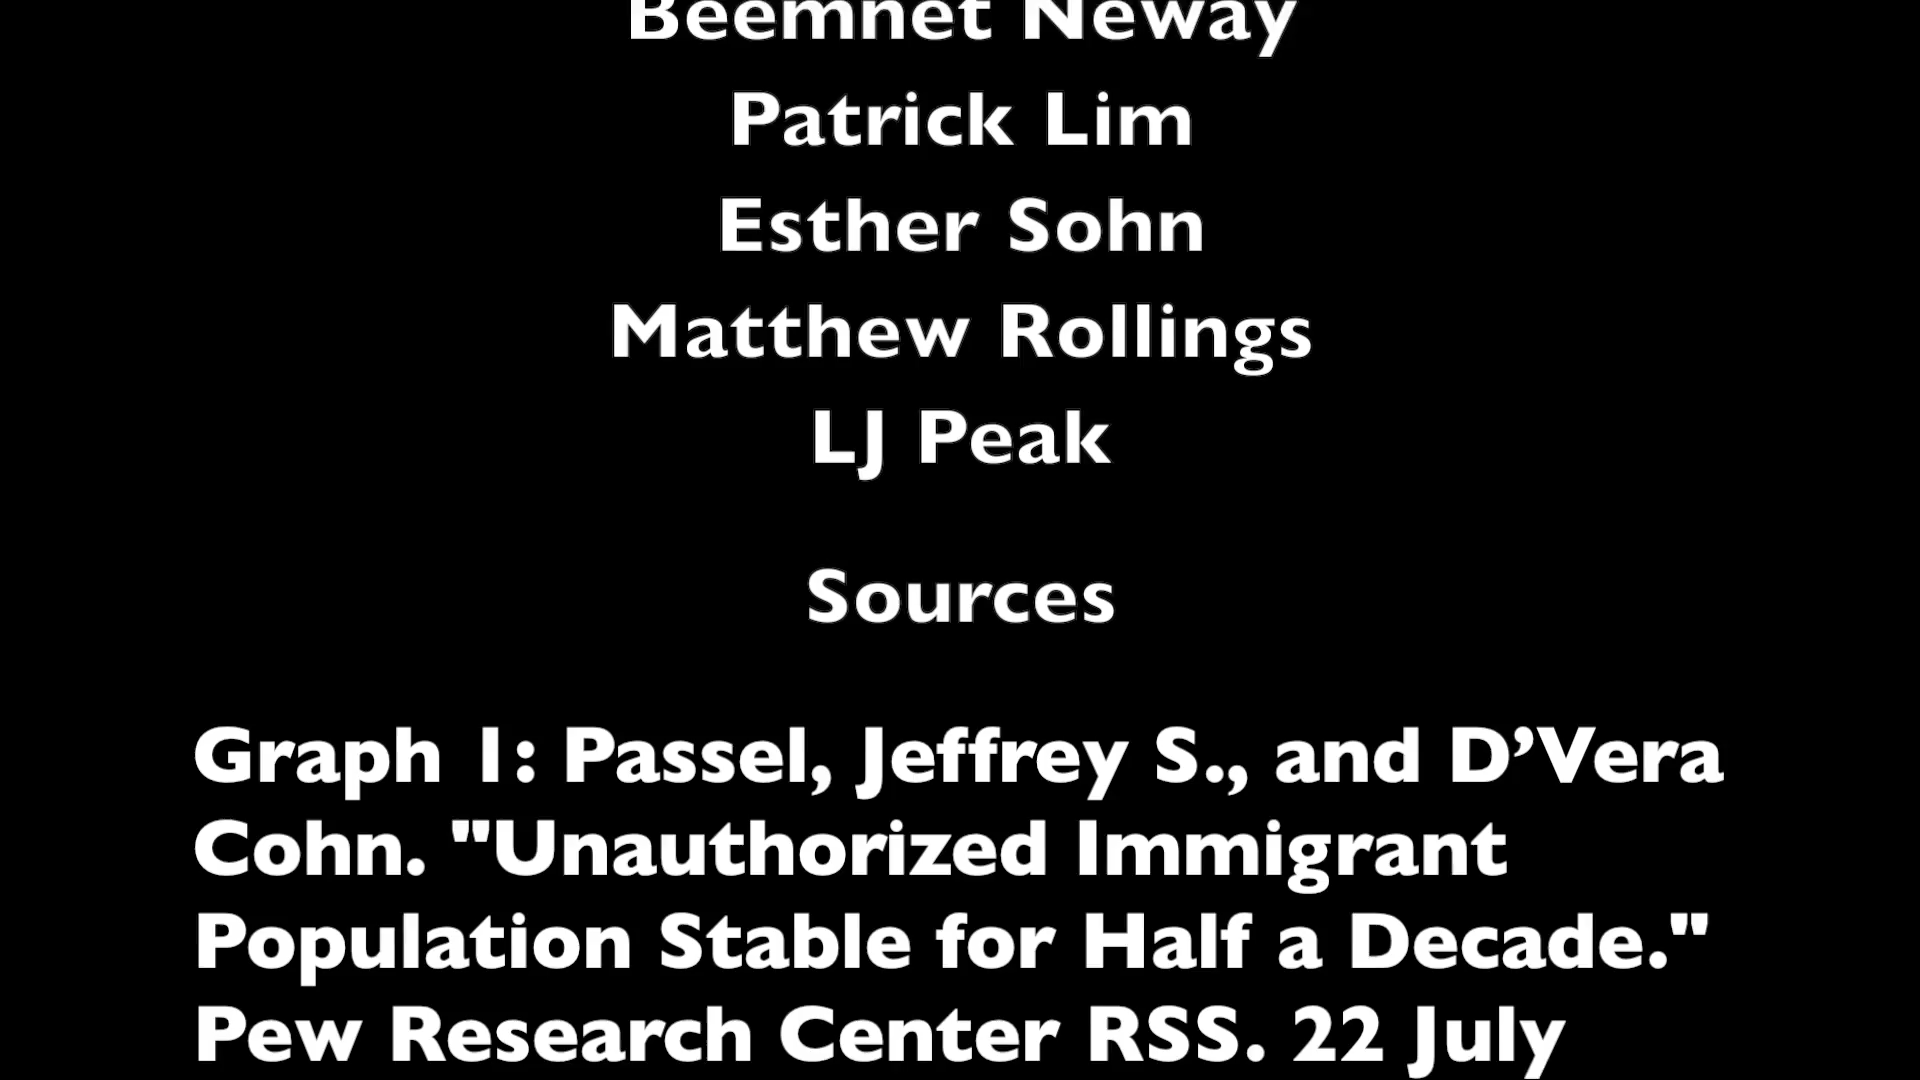 Beemnet Neway
Patrick Lim
Esther Sohn
Matthew Rollings
LJ Peak
Sources
Graph 1: Passel, Jeffrey S., and D’Vera
Cohn. "Unauthorized Immigrant
Population Stable for Half a Decade."
Pew Research Center RSS. 22 July